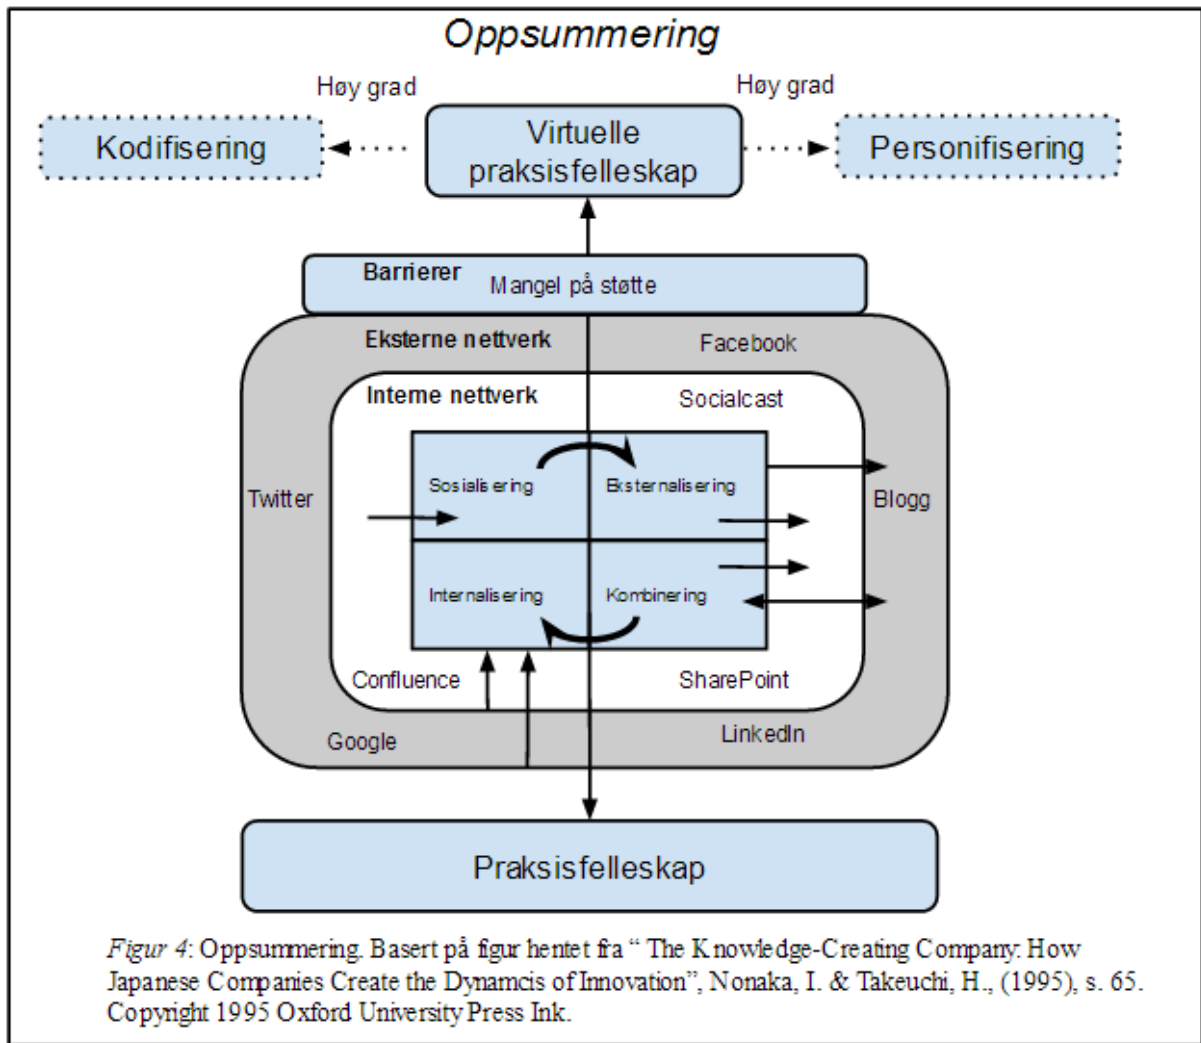 Oppsummering
Høy grad
Høy grad
Kodifisering
Virtuelle
praksisfelleskap
Personifisering
Barrierer
Mangel på støtte
Eksterne nettverk
Facebook
Interne nettverk
Socialcast
Sosialisering
Eksternalisering
Twitter
Blogg
Internalisering
Kombinering
Confluence
SharePoint
Google
LinkedIn
Praksisfelleskap
Figur 4: Oppsummering. Basert på figur hentet fra “ The Knowledge-Creating Company: How
Japanese Companies Create the Dynamcis of Innovation”, Nonaka, I. & Takeuchi, H., (1995), s. 65.
Copyright 1995 Oxford University Press Ink.